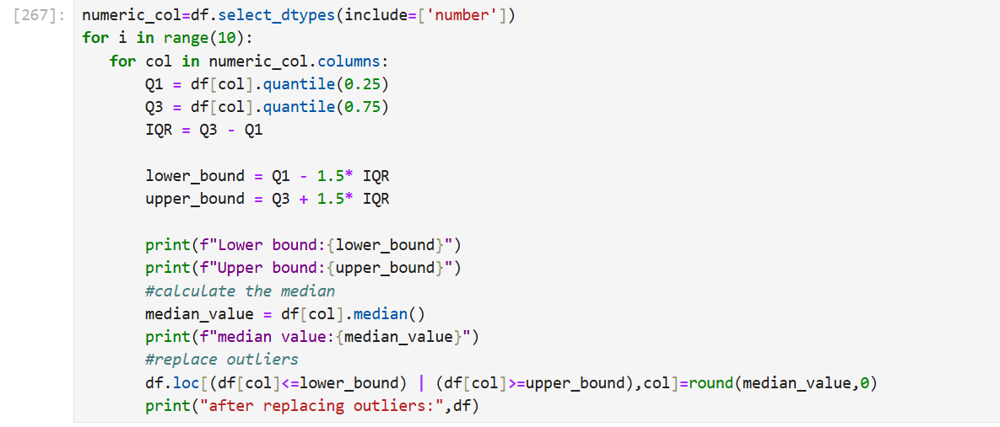 [267]: numeric_col=df.select_dtypes(include=['number'])
for i in range(10):
   for col in numeric_col.columns:
       Q1 = df[col].quantile(0.25)
       Q3 = df[col].quantile(0.75)
       IQR = Q3 - Q1

       lower_bound = Q1 - 1.5* IQR
       upper_bound = Q3 + 1.5* IQR

       print(f"Lower bound:{lower_bound}")
       print(f"Upper bound:{upper_bound}")
       #calculate the median
       median_value = df[col].median()
       print(f"median value:{median_value}")
       #replace outliers
       df.loc[(df[col]<=lower_bound) | (df[col]>=upper_bound),col]=round(median_value,0)
       print("after replacing outliers:",df)